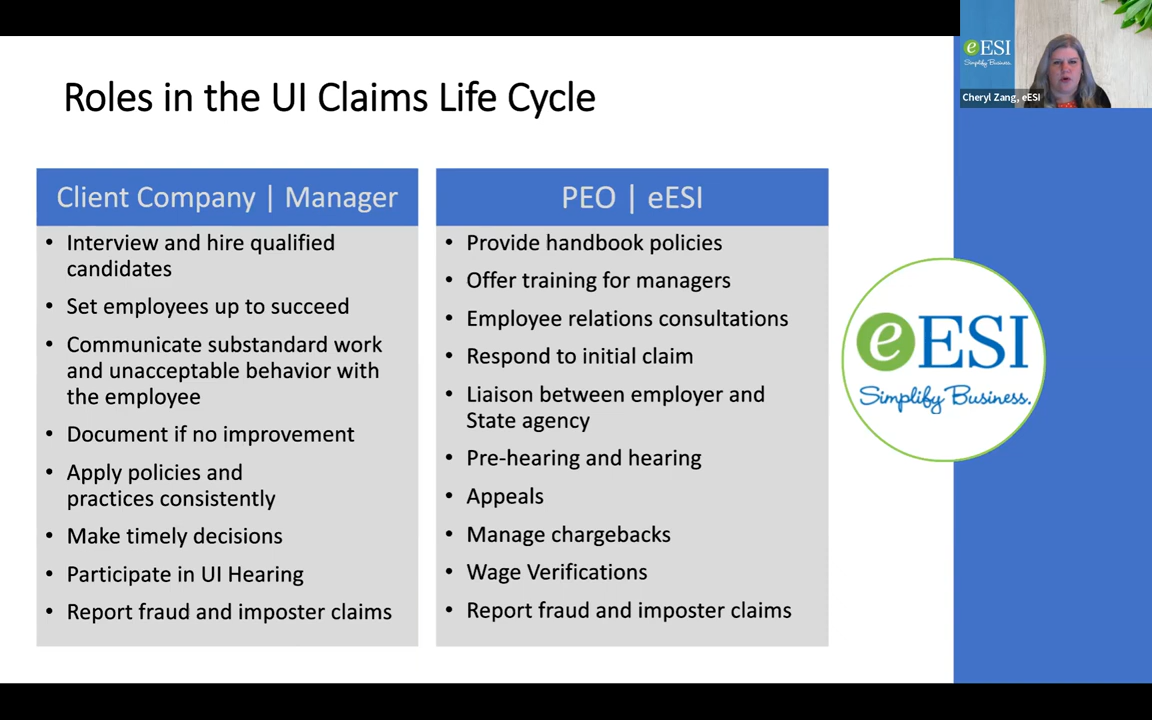 Roles in the UI Claims Life Cycle
Client Company | Manager
• Interview and hire qualified
candidates
• Set employees up to succeed
• Communicate substandard work
and unacceptable behavior with
the employee
• Document if no improvement
• Apply policies and
practices consistently
• Make timely decisions
• Participate in UI Hearing
• Report fraud and imposter claims
PEO | eESI
• Provide handbook policies
• Offer training for managers
• Employee relations consultations
• Respond to initial claim
• Liaison between employer and
State agency
• Pre-hearing and hearing
• Appeals
• Manage chargebacks
• Wage Verifications
• Report fraud and imposter claims
eESI
Simplify Business.
eESI
Simplify Business.
Cheryl Zang, eESI